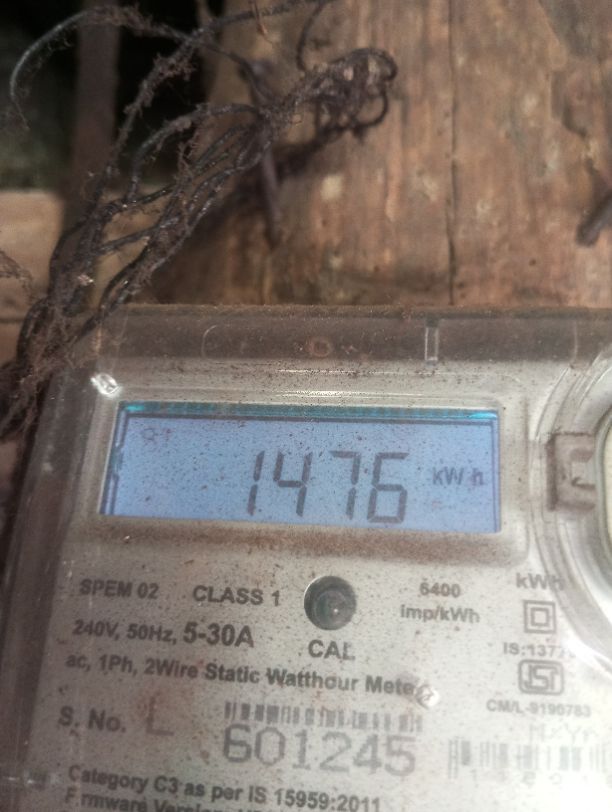 1476 kWh
SPEM 02 CLASS 1 6400 imp/kWh kWh
240V, 50Hz, 5-30A CAL
ac, 1Ph, 2Wire Static Watthour Meter
CM/L-9190783
S. No. L 601245
Category C3 as per IS 15959:2011